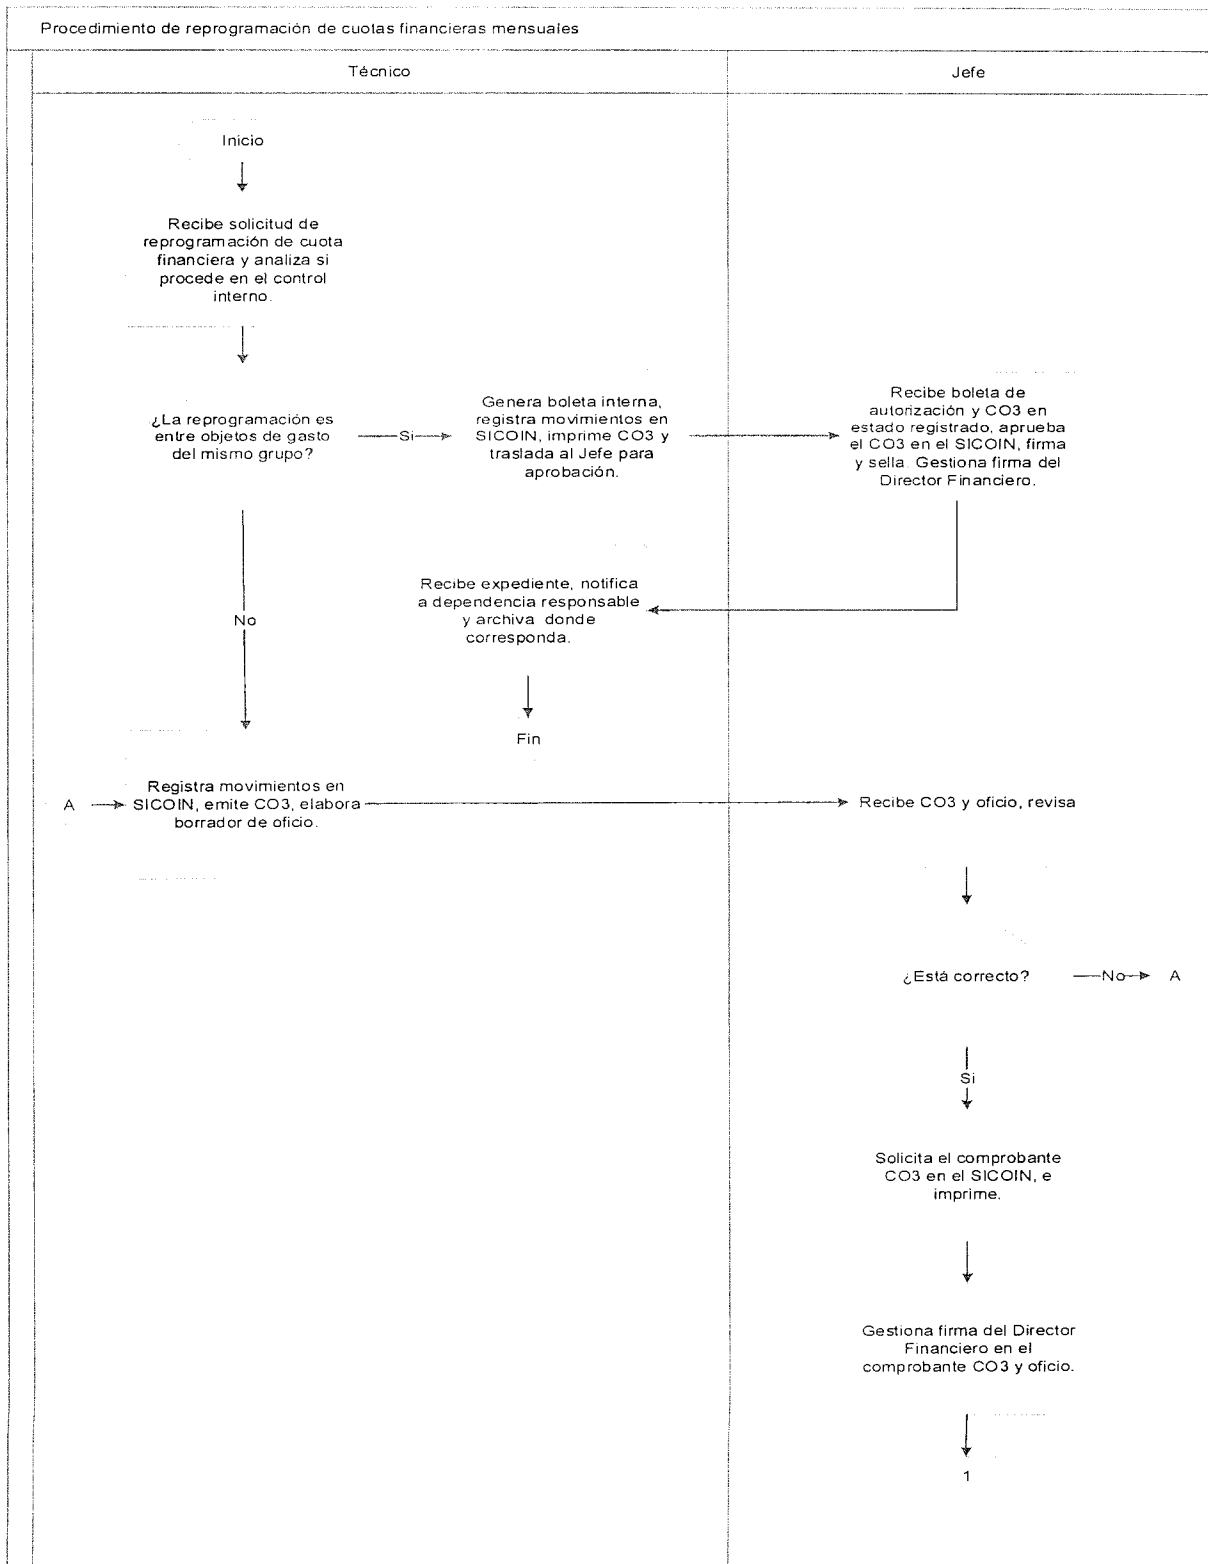 Procedimiento de reprogramación de cuotas financieras mensuales
Técnico
Jefe
Inicio
Recibe solicitud de
reprogramación de cuota
financiera y analiza si
procede en el control
interno.
¿La reprogramación es
entre objetos de gasto
del mismo grupo?
Si
Genera boleta interna,
registra movimientos en
SICOIN, imprime CO3 y
traslada al Jefe para
aprobación.
Recibe boleta de
autorización y CO3 en
estado registrado, aprueba
el CO3 en el SICOIN, firma
y sella. Gestiona firma del
Director Financiero.
Recibe expediente, notifica
a dependencia responsable
y archiva donde
corresponda.
No
Fin
A
Registra movimientos en
SICOIN, emite CO3, elabora
borrador de oficio.
Recibe CO3 y oficio, revisa
¿Está correcto?
No
A
Si
Solicita el comprobante
CO3 en el SICOIN, e
imprime.
Gestiona firma del Director
Financiero en el
comprobante CO3 y oficio.
1